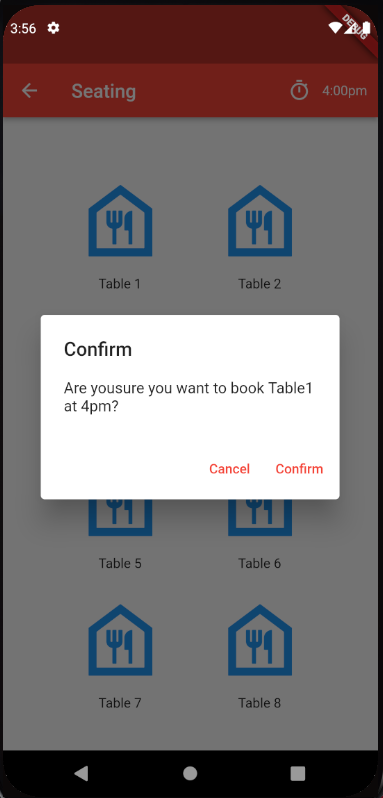 3:56
DEBUG
Seating
4:00pm
Table 1
Table 2
Confirm
Are yousure you want to book Table1
at 4pm?
Cancel
Confirm
Table 5
Table 6
Table 7
Table 8